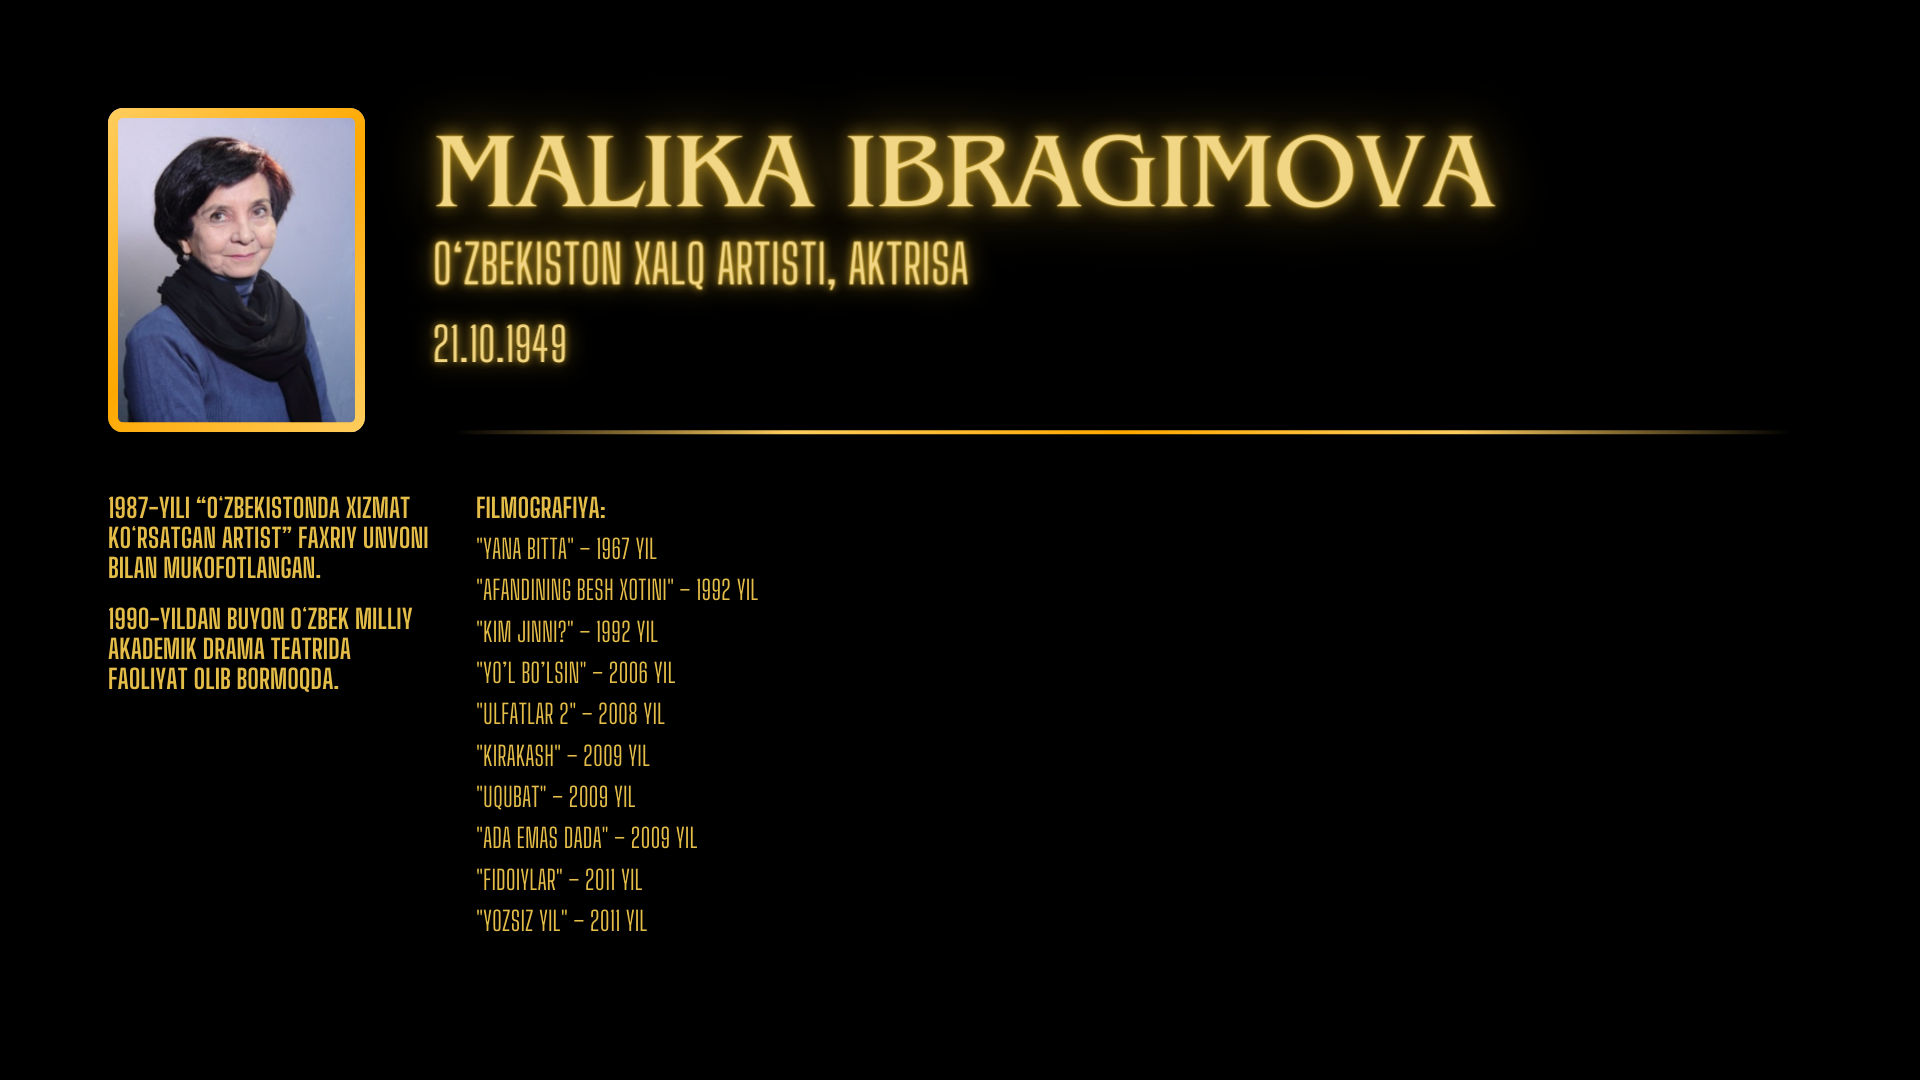 MALIKA IBRAGIMOVA
O‘ZBEKISTON XALQ ARTISTI, AKTRISA
21.10.1949
1987-YILI “O‘ZBEKISTONDA XIZMAT
KO‘RSATGAN ARTIST” FAXRIY UNVONI
BILAN MUKOFOTLANGAN.
1990-YILDAN BUYON O‘ZBEK MILLIY
AKADEMIK DRAMA TEATRIDA
FAOLIYAT OLIB BORMOQDA.
FILMOGRAFIYA:
"YANA BITTA" – 1967 YIL
"AFANDINING BESH XOTINI" – 1992 YIL
"KIM JINNI?" – 1992 YIL
"YO’L BO’LSIN" – 2006 YIL
"ULFATLAR 2" – 2008 YIL
"KIRAKASH" – 2009 YIL
"UQUBAT" – 2009 YIL
"ADA EMAS DADA" – 2009 YIL
"FIDOIYLAR" – 2011 YIL
"YOZSIZ YIL" – 2011 YIL